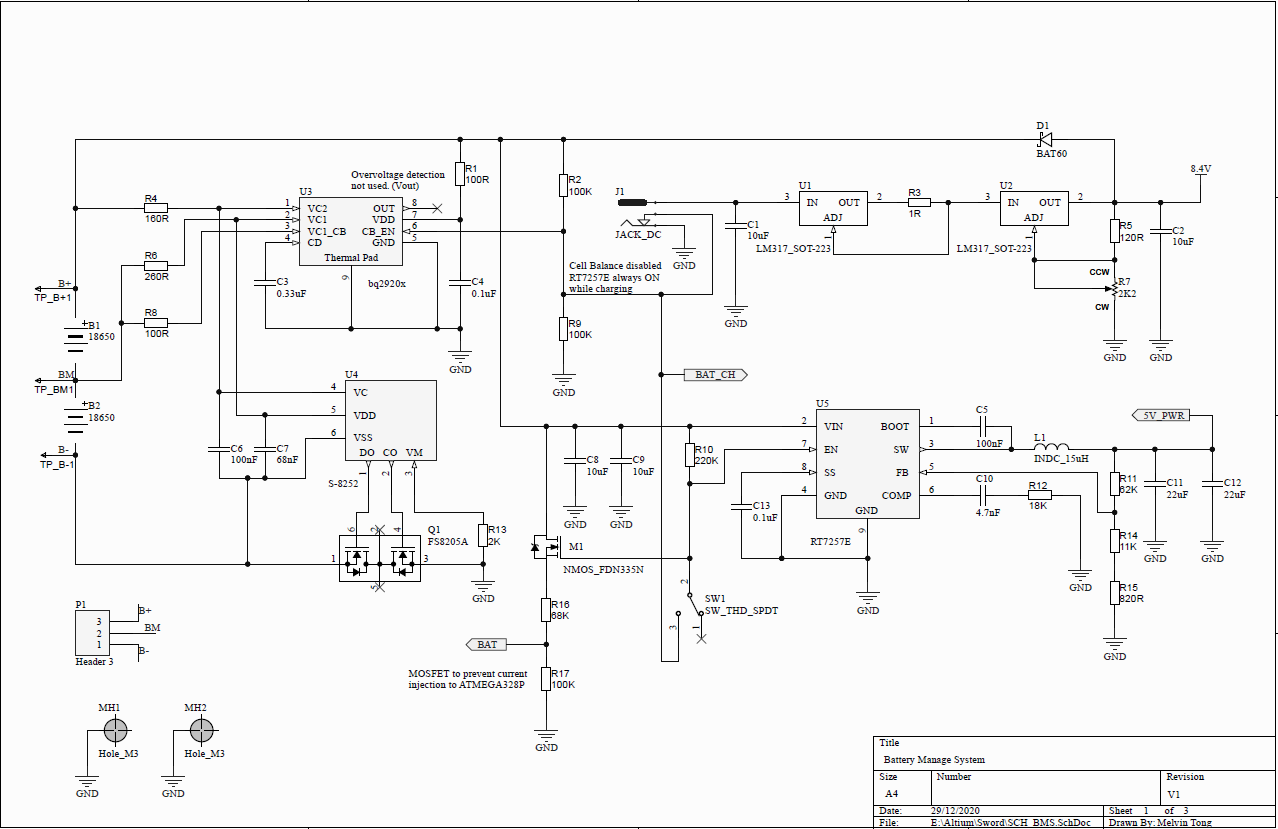 D1
BAT60
8.4V
Overvoltage detection
not used. (Vout)
R1
100R
R2
100K
J1
JACK_DC
GND
U1
3 IN OUT 2
ADJ
1
LM317_SOT-223
R3
1R
U2
3 IN OUT 2
ADJ
1
LM317_SOT-223
R5
120R
C2
10uF
C1
10uF
GND
CCW
R7
2K2
CW
GND
GND
R4
160R
R6
260R
R8
100R
U3
1 VC2 OUT 8
2 VC1 VDD 7
3 VC1_CB CB_EN 6
4 CD GND 5
Thermal Pad
9
bq2920x
C3
0.33uF
C4
0.1uF
GND
Cell Balance disabled
RT7257E always ON
while charging
R9
100K
GND
BAT_CH
B+
TP_B+1
+
B1
18650
BM
TP_BM1
+
B2
18650
B-
TP_B-1
U4
4 VC
5 VDD
6 VSS
DO CO VM
1 2 3
S-8252
C6
100nF
C7
68nF
6 2 4
Q1
FS8205A
1 3
5
R13
2K
GND
C8
10uF
GND
C9
10uF
GND
R10
220K
M1
NMOS_FDN335N
R16
68K
BAT
R17
100K
GND
MOSFET to prevent current
injection to ATMEGA328P
2
SW1
SW_THD_SPDT
3 1
U5
2 VIN BOOT 1
7 EN SW 3
8 SS FB 5
4 GND COMP 6
GND
9
RT7257E
C13
0.1uF
GND
C5
100nF
L1
INDC_15uH
C10
4.7nF
R12
18K
GND
5V_PWR
R11
62K
R14
11K
R15
820R
GND
C11
22uF
GND
C12
22uF
GND
P1
3 B+
2 BM
1 B-
Header 3
MH1
Hole_M3
GND
MH2
Hole_M3
GND
Title
Battery Manage System
Size Number Revision
A4 V1
Date: 29/12/2020 Sheet 1 of 3
File: E:\Altium\Sword\SCH_BMS.SchDoc Drawn By: Melvin Tong